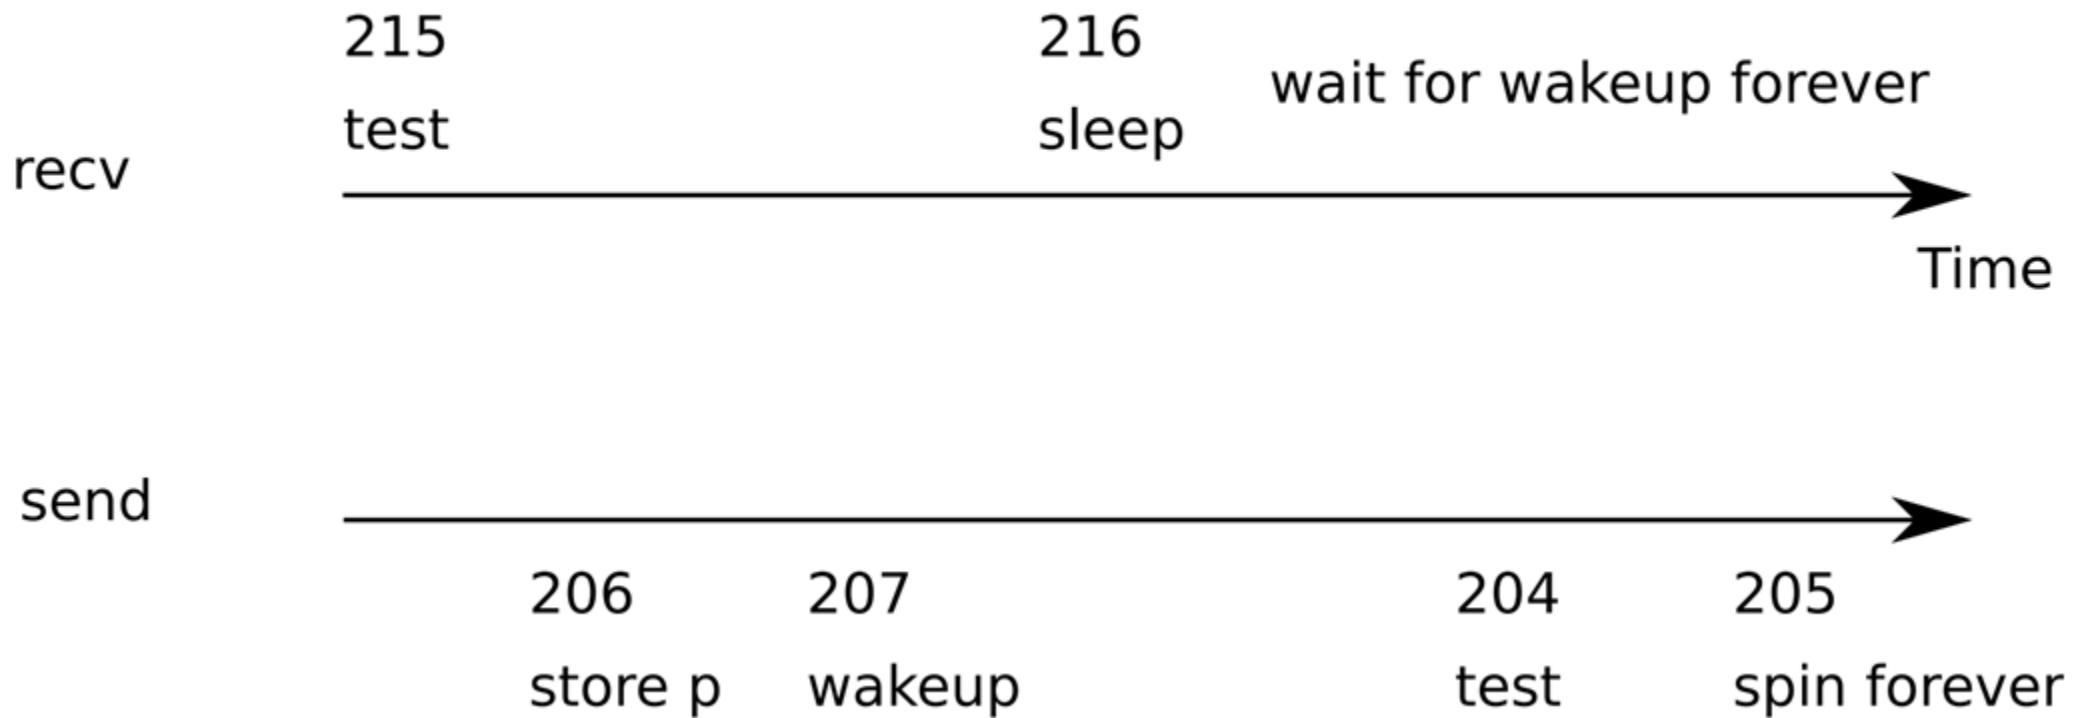 215
216
wait for wakeup forever
test
sleep
recv
Time
send
206
207
204
205
store p
wakeup
test
spin forever